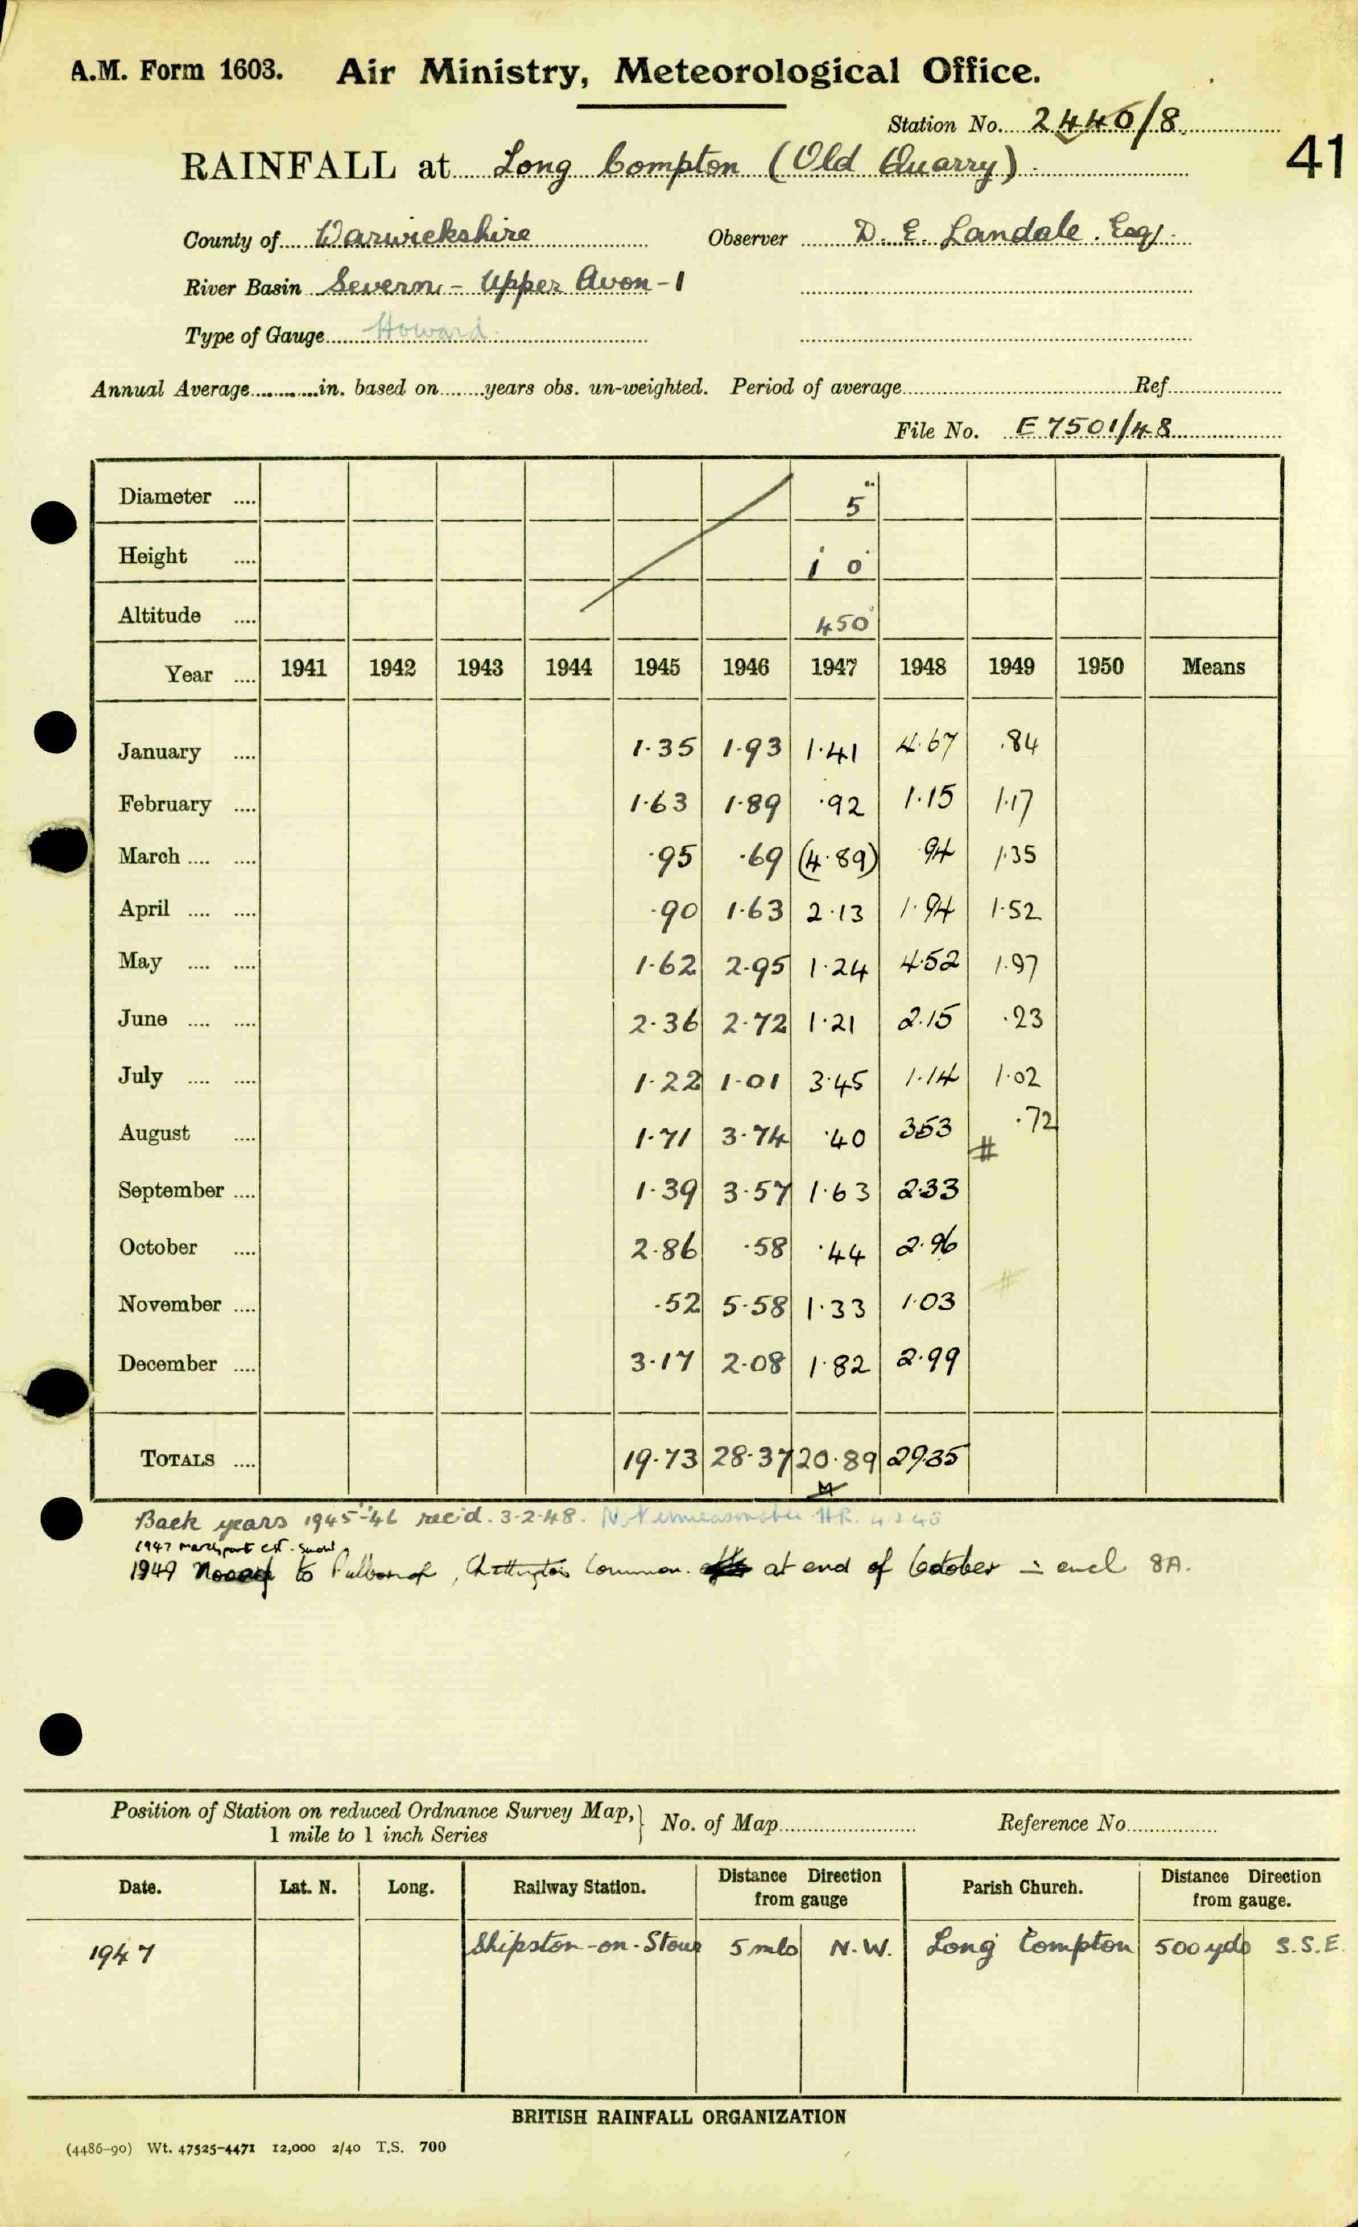 A.M. Form 1603. Air Ministry, Meteorological Office.
Station No. 2440/8
41
RAINFALL at Long Compton (Old Quarry)
County of Warwickshire Observer D. E. Landale. Esq.
River Basin Severn - Upper Avon - 1
Type of Gauge Howard
Annual Average in. based on years obs. un-weighted. Period of average Ref
File No. E 7501/48
Diameter 5"
Height 1 0
Altitude 450
Year 1941 1942 1943 1944 1945 1946 1947 1948 1949 1950 Means
January 1.35 1.93 1.41 4.67 .84
February 1.63 1.89 .92 1.15 1.17
March .95 .69 (4.89) .94 1.35
April .90 1.63 2.13 1.94 1.52
May 1.62 2.95 1.24 4.52 1.97
June 2.36 2.72 1.21 2.15 .23
July 1.22 1.01 3.45 1.14 1.02
August 1.71 3.74 .40 3.53 # .72
September 1.39 3.57 1.63 2.33
October 2.86 .58 .44 2.96
November .52 5.58 1.33 1.03 #
December 3.17 2.08 1.82 2.99
TOTALS 19.73 28.37 20.89 29.35
Back years 1945-46 rec'd. 3-2-48.
1947 March part est. snow
1949 to Common. at end of October encl 8A.
Position of Station on reduced Ordnance Survey Map, } No. of Map Reference No.
1 mile to 1 inch Series
Date. Lat. N. Long. Railway Station. Distance Direction from gauge Parish Church. Distance Direction from gauge.
1947 Shipston-on-Stour 5 mls N.W. Long Compton 500 yds S.S.E.
BRITISH RAINFALL ORGANIZATION
(4486-90) Wt. 47525-4471 12,000 2/40 T.S. 700